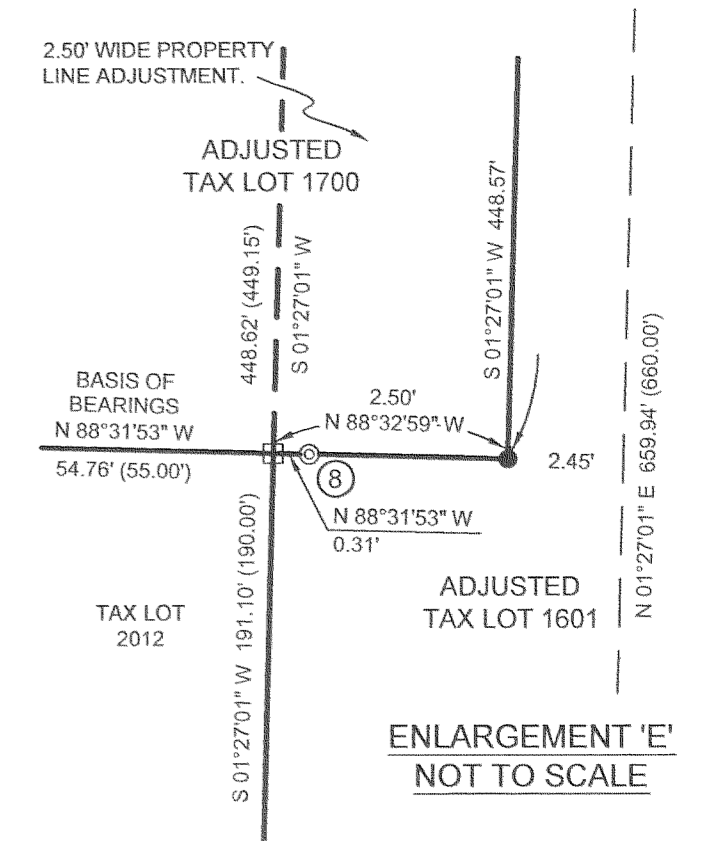 2.50' WIDE PROPERTY
LINE ADJUSTMENT.
ADJUSTED
TAX LOT 1700
448.62' (449.15')
S 01°27'01" W
S 01°27'01" W 448.57'
N 01°27'01" E 659.94' (660.00')
BASIS OF
BEARINGS
N 88°31'53" W
54.76' (55.00')
2.50'
N 88°32'59" W
2.45'
8
N 88°31'53" W
0.31'
S 01°27'01" W 191.10' (190.00')
TAX LOT
2012
ADJUSTED
TAX LOT 1601
ENLARGEMENT 'E'
NOT TO SCALE